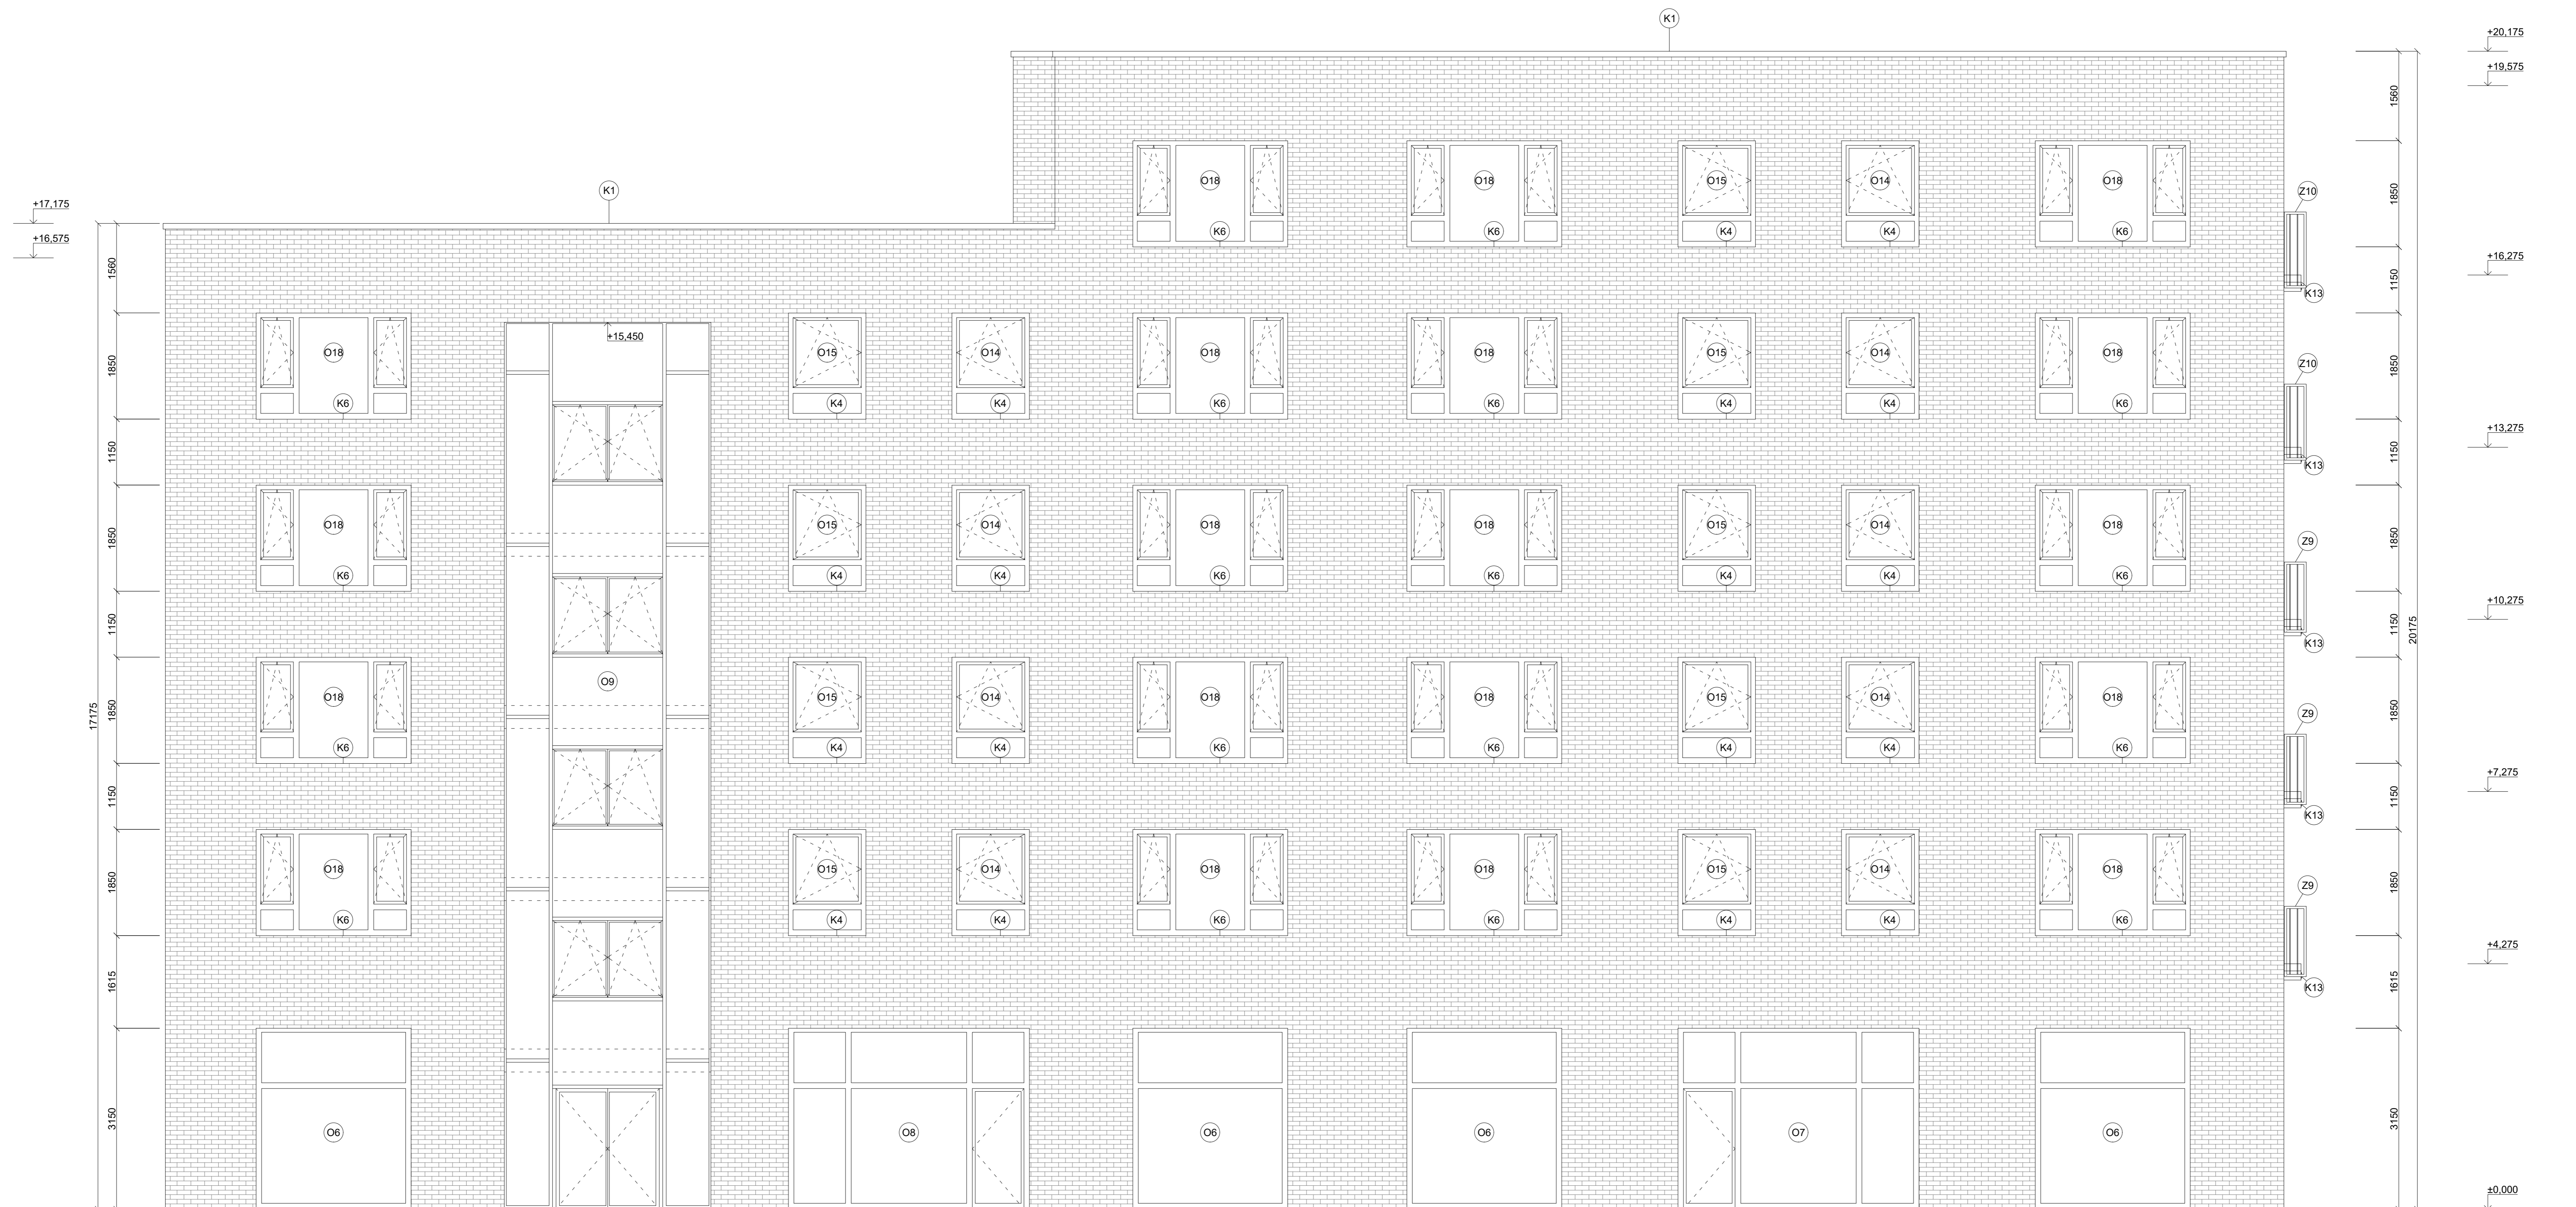 K1
+20,175
+19,575
1560
O18
O18
O15
O14
O18
1850
K6
K6
K4
K4
K6
Z10
K1
+17,175
+16,575
+16,275
1150
K13
1560
+15,450
O18
O15
O14
O18
O18
O15
O14
O18
Z10
1850
1850
K6
K4
K4
K6
K6
K4
K4
K6
+13,275
1150
1150
K13
O18
O15
O14
O18
O18
O15
O14
O18
Z9
1850
1850
K6
K4
K4
K6
K6
K4
K4
K6
+10,275
1150
1150
20175
K13
O9
O18
O15
O14
O18
O18
O15
O14
O18
Z9
17175
1850
1850
K6
K4
K4
K6
K6
K4
K4
K6
+7,275
1150
1150
K13
O18
O15
O14
O18
O18
O15
O14
O18
Z9
1850
1850
K6
K4
K4
K6
K6
K4
K4
K6
+4,275
1615
1615
K13
3150
O6
O8
O6
O6
O7
O6
3150
±0,000